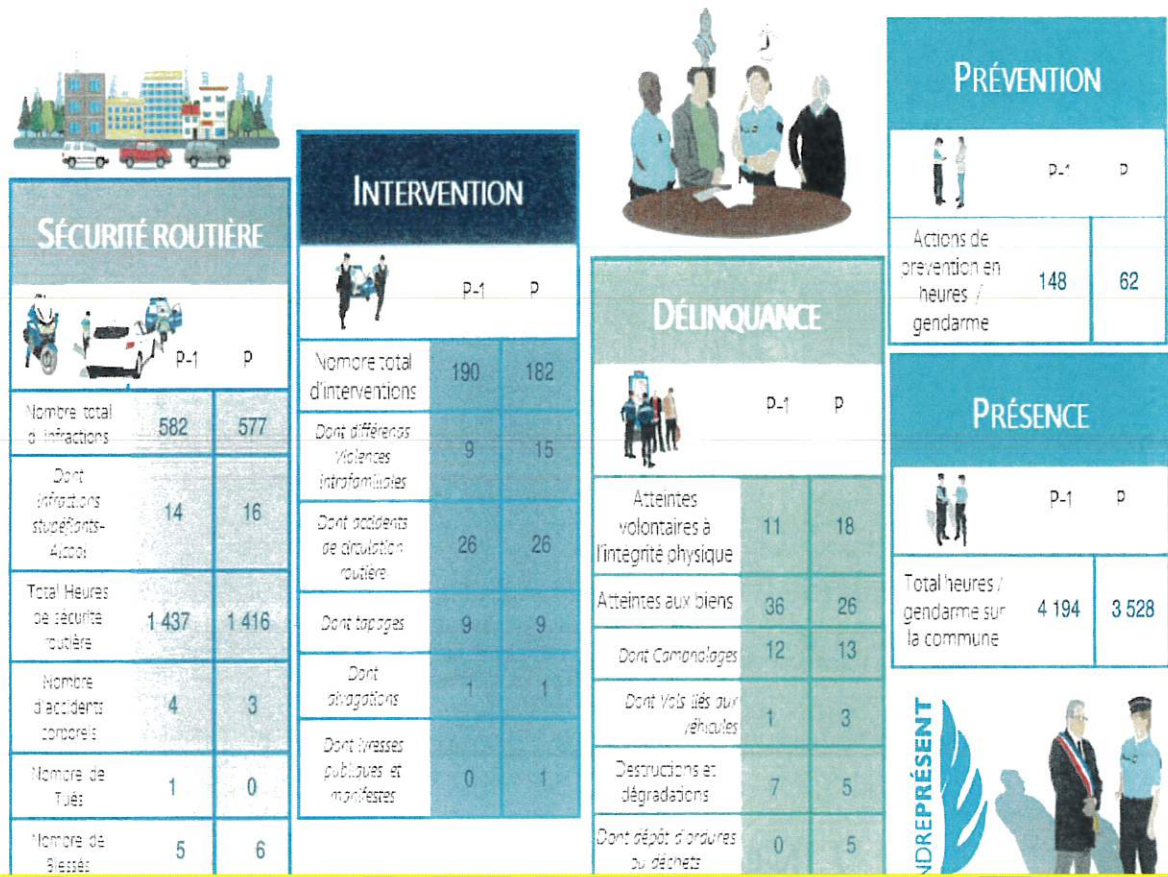 SÉCURITÉ ROUTIÈRE
P-1 P
Nombre total
d'infractions 582 577
Dont
infractions
stupéfiants-
Alcool 14 16
Total Heures
de sécurité
routière 1 437 1 416
Nombre
d'accidents
corporels 4 3
Nombre de
Tués 1 0
Nombre de
Blessés 5 6
INTERVENTION
P-1 P
Nombre total
d'interventions 190 182
Dont différends
Violences
intrafamiliales 9 15
Dont accidents
de circulation
routière 26 26
Dont tapages 9 9
Dont
divagations 1 1
Dont ivresses
publiques et
manifestes 0 1
DÉLINQUANCE
P-1 P
Atteintes
volontaires à
l'intégrité physique 11 18
Atteintes aux biens 36 26
Dont Cambriolages 12 13
Dont Vols liés aux
véhicules 1 3
Destructions et
dégradations 7 5
Dont dépôt d'ordures
ou déchets 0 5
PRÉVENTION
P-1 P
Actions de
prevention en
heures /
gendarme 148 62
PRÉSENCE
P-1 P
Total heures /
gendarme sur
la commune 4 194 3 528
NDREPRÉSENT